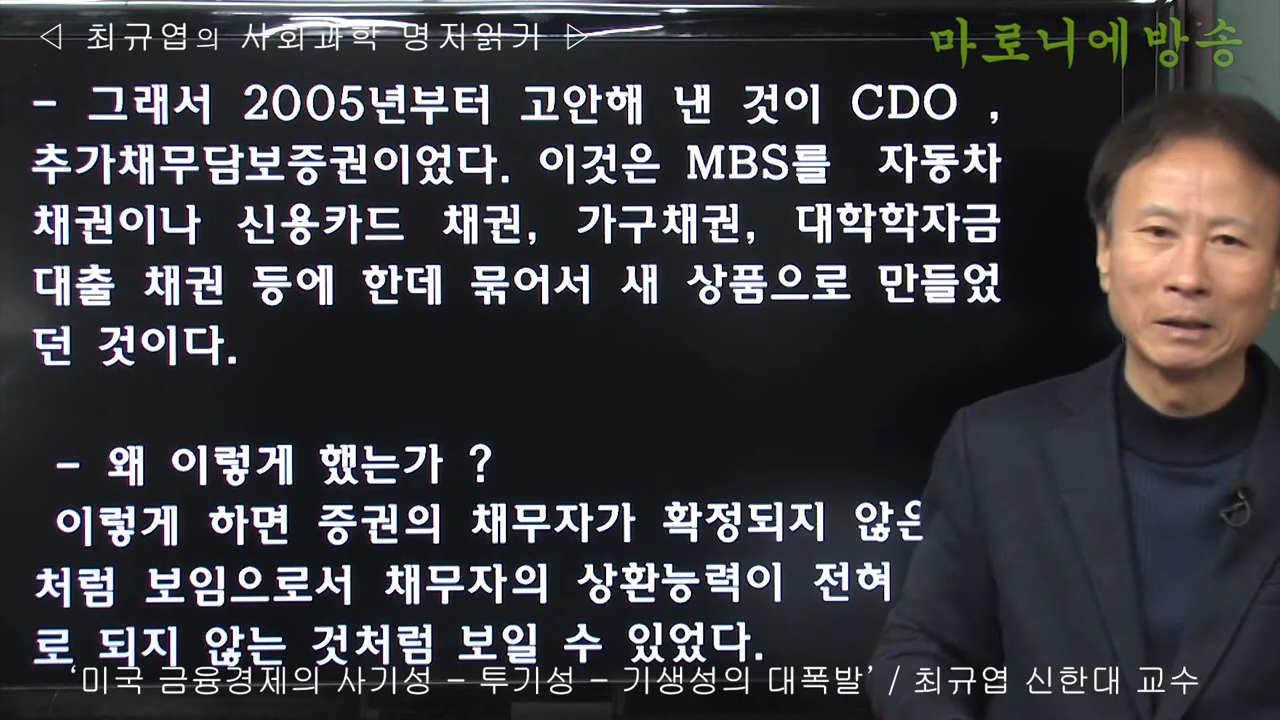 ◁ 최규엽의 사회과학 명저읽기 ▷
마로니에방송
- 그래서 2005년부터 고안해 낸 것이 CDO ,
추가채무담보증권이었다. 이것은 MBS를 자동차
채권이나 신용카드 채권, 가구채권, 대학학자금
대출 채권 등에 한데 묶어서 새 상품으로 만들었
던 것이다.
- 왜 이렇게 했는가 ?
이렇게 하면 증권의 채무자가 확정되지 않은
처럼 보임으로서 채무자의 상환능력이 전혀
로 되지 않는 것처럼 보일 수 있었다.
‘미국 금융경제의 사기성 - 투기성 - 기생성의 대폭발’ / 최규엽 신한대 교수